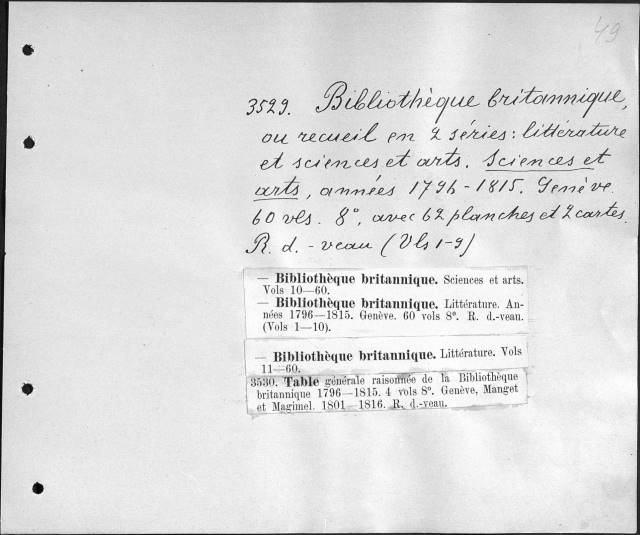 49
3529. Bibliothèque britannique,
ou recueil en 2 séries: littérature
et sciences et arts. Sciences et
arts, années 1796-1815. Genève.
60 vls. 8°, avec 62 planches et 2 cartes.
R. d.-veau (Vls 1-9)
— Bibliothèque britannique. Sciences et arts.
Vols 10—60.
— Bibliothèque britannique. Littérature. An-
nées 1796—1815. Genève. 60 vols 8°. R. d.-veau.
(Vols 1—10).
— Bibliothèque britannique. Littérature. Vols
11—60.
3530. Table générale raisonnée de la Bibliothèque
britannique 1796—1815. 4 vols 8°. Genève, Manget
et Magimel. 1801—1816. R. d.-veau.